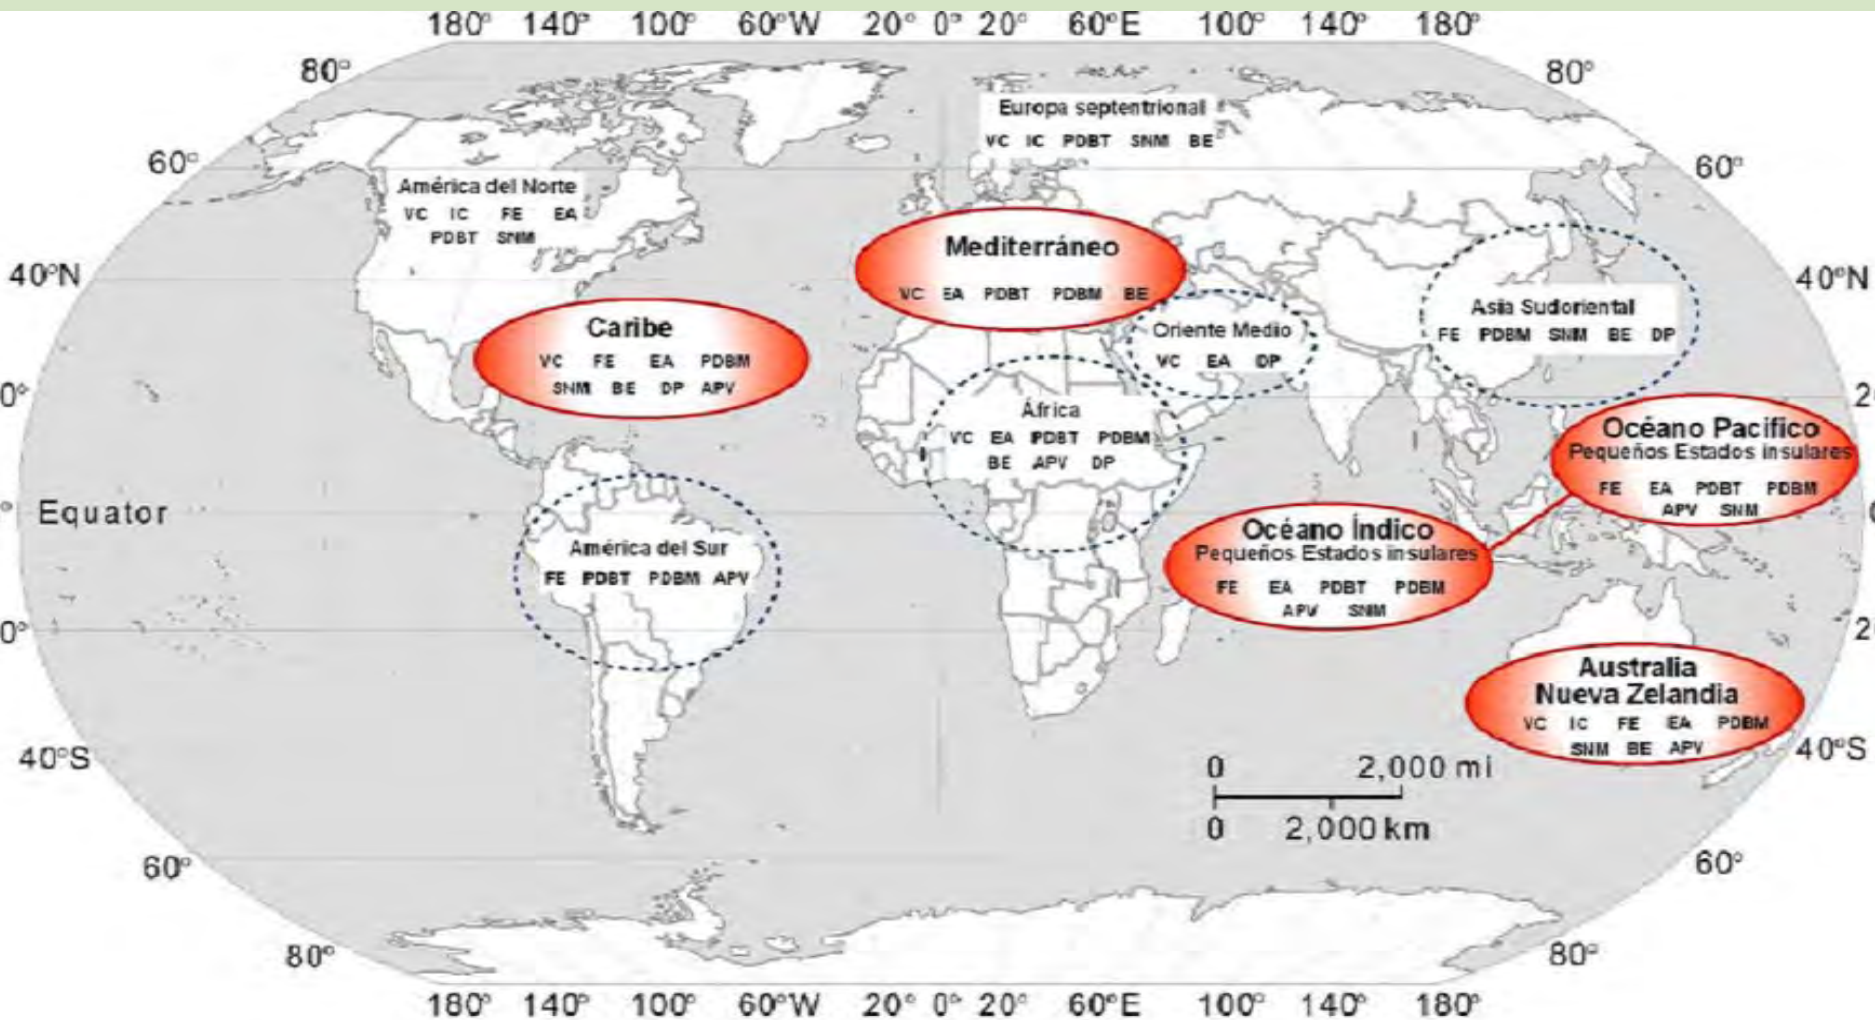 180° 140° 100° 60°W 20° 0° 20° 60°E 100° 140° 180°
80° 80°
Europa septentrional
VC IC PDBT SNM BE
60° 60°
América del Norte
VC IC FE EA
PDBT SNM
Mediterráneo
VC EA PDBT PDBM BE
40°N 40°N
Caribe
VC FE EA PDBM
SNM BE DP APV
Oriente Medio
VC EA DP
Asia Sudoriental
FE PDBM SNM BE DP
África
VC EA PDBT PDBM
BE APV DP
Océano Pacífico
Pequeños Estados insulares
FE EA PDBT PDBM
APV SNM
Equator
Océano Índico
Pequeños Estados insulares
FE EA PDBT PDBM
APV SNM
América del Sur
FE PDBT PDBM APV
Australia
Nueva Zelandia
VC IC FE EA PDBM
SNM BE APV
40°S 40°S
0 2,000 mi
0 2,000 km
60° 60°
80° 80°
180° 140° 100° 60°W 20° 0° 20° 60°E 100° 140° 180°